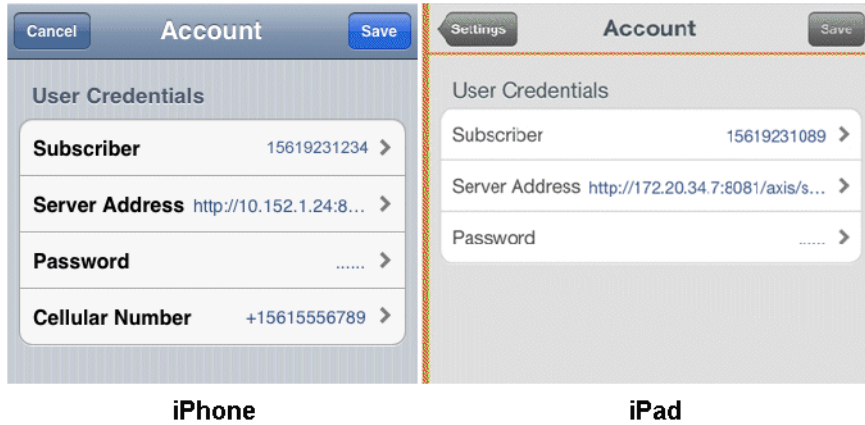 Cancel Account Save
User Credentials
Subscriber 15619231234
Server Address http://10.152.1.24:8...
Password ......
Cellular Number +15615556789
iPhone
Settings Account Save
User Credentials
Subscriber 15619231089
Server Address http://172.20.34.7:8081/axis/s...
Password ......
iPad